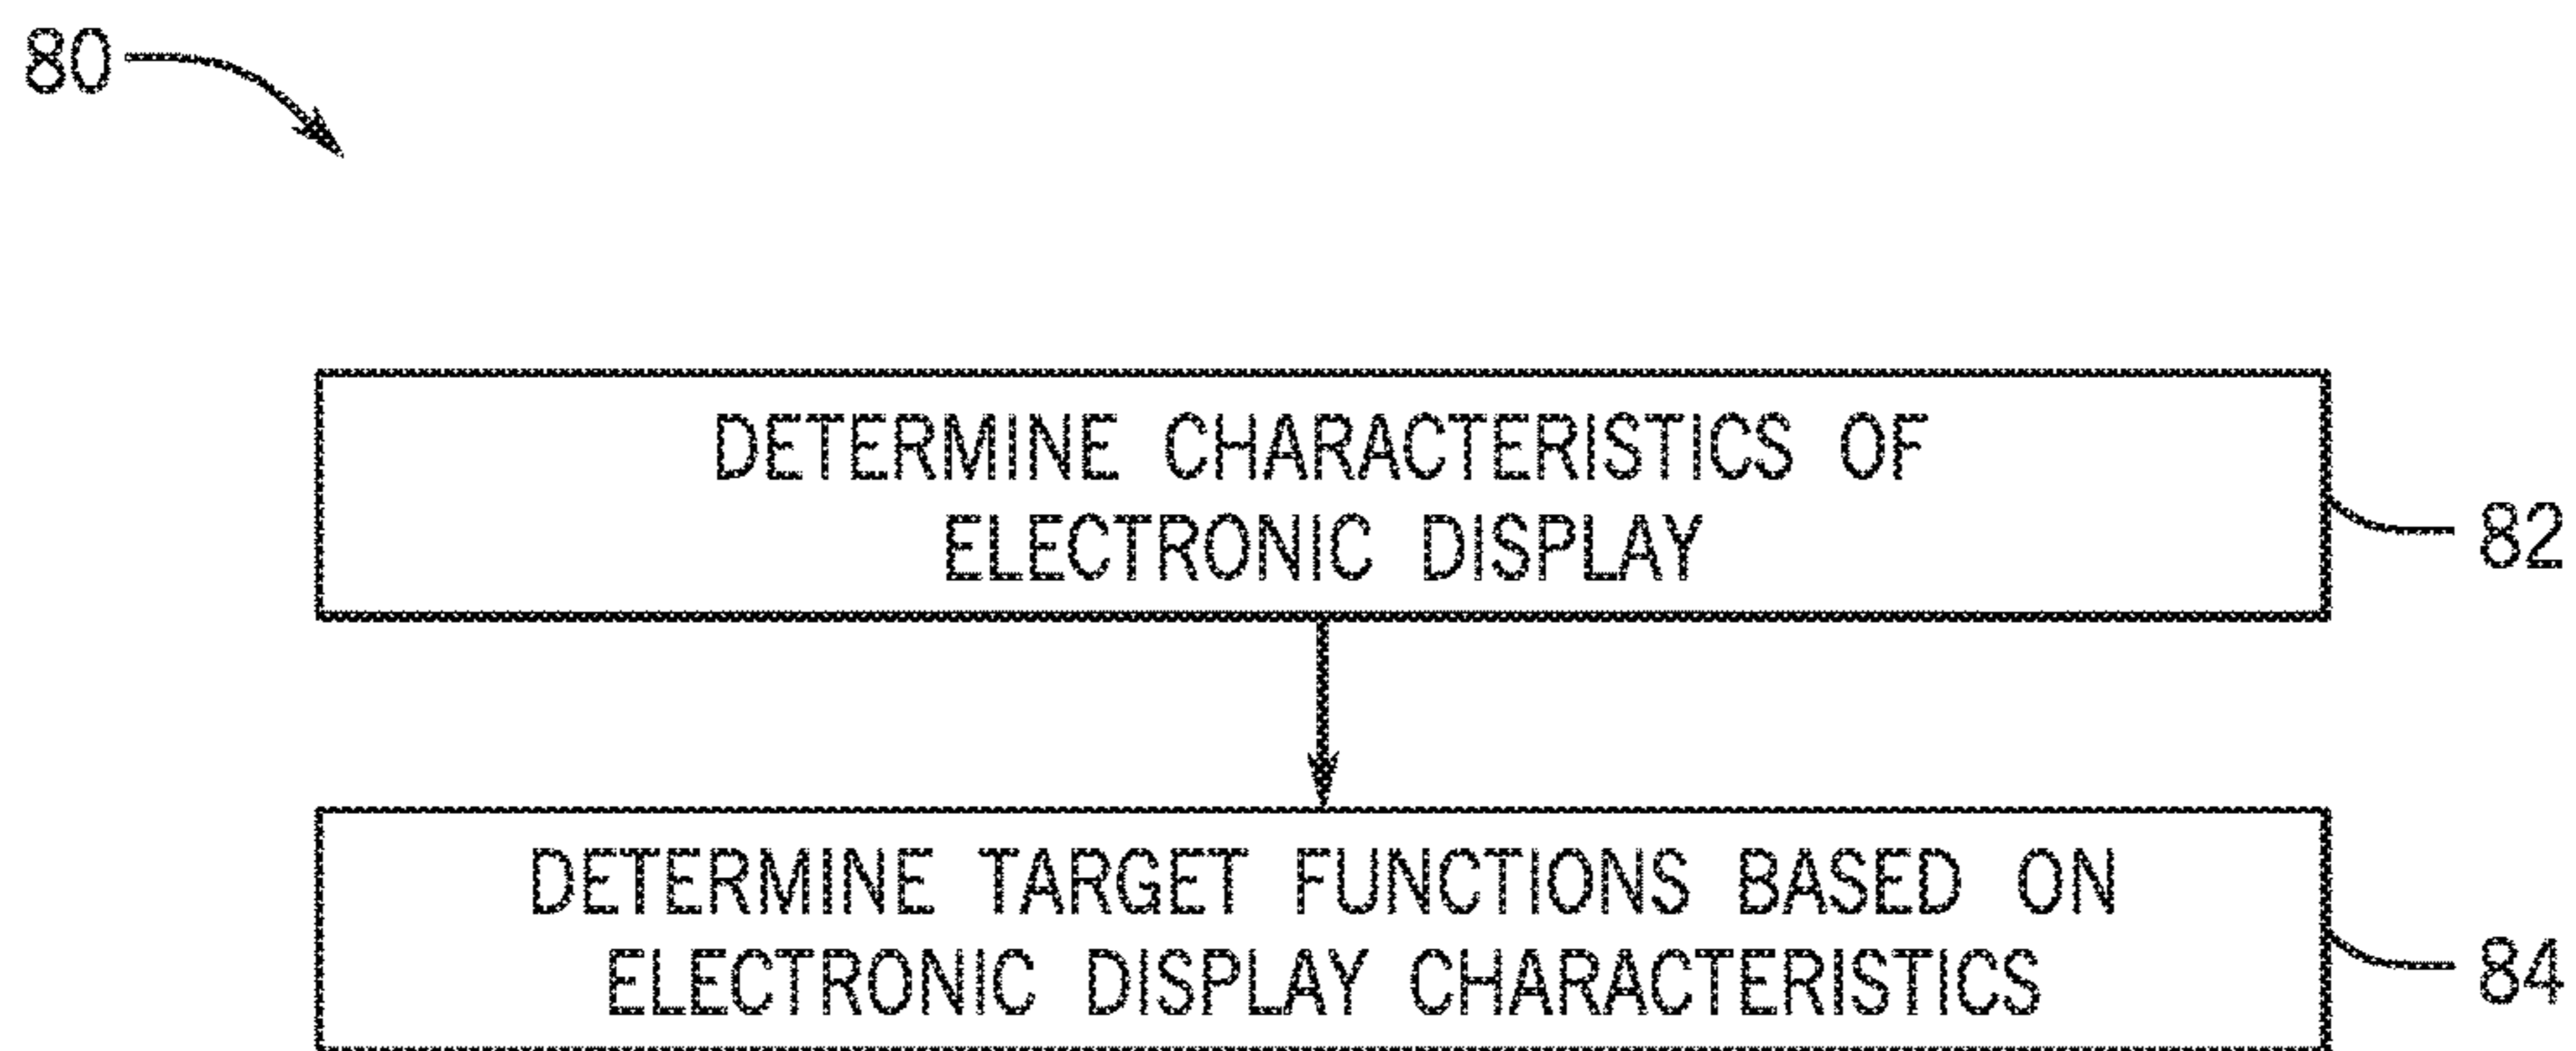 80
DETERMINE CHARACTERISTICS OF
ELECTRONIC DISPLAY
82
DETERMINE TARGET FUNCTIONS BASED ON
ELECTRONIC DISPLAY CHARACTERISTICS
84